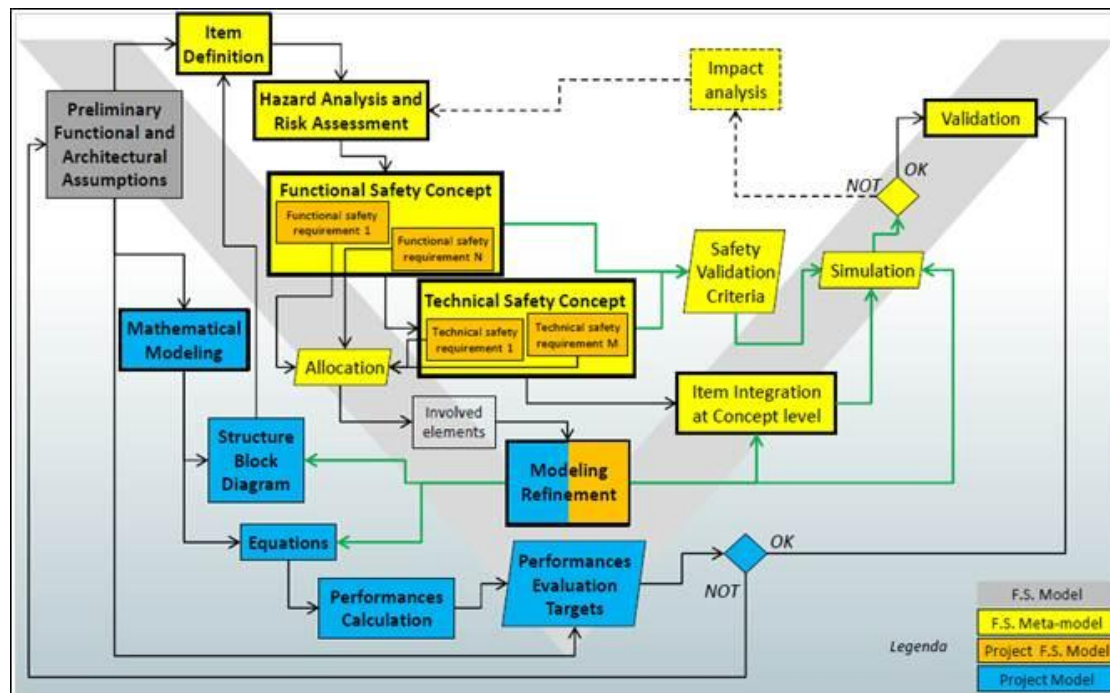 Item
Definition
Preliminary
Functional and
Architectural
Assumptions
Hazard Analysis and
Risk Assessment
Impact
analysis
Validation
OK
NOT
Functional Safety Concept
Functional safety
requirement 1
Functional safety
requirement N
Safety
Validation
Criteria
Simulation
Technical Safety Concept
Technical safety
requirement 1
Technical safety
requirement M
Mathematical
Modeling
Allocation
Item Integration
at Concept level
Involved
elements
Structure
Block
Diagram
Modeling
Refinement
Equations
Performances
Calculation
Performances
Evaluation
Targets
OK
NOT
Legenda
F.S. Model
F.S. Meta-model
Project F.S. Model
Project Model